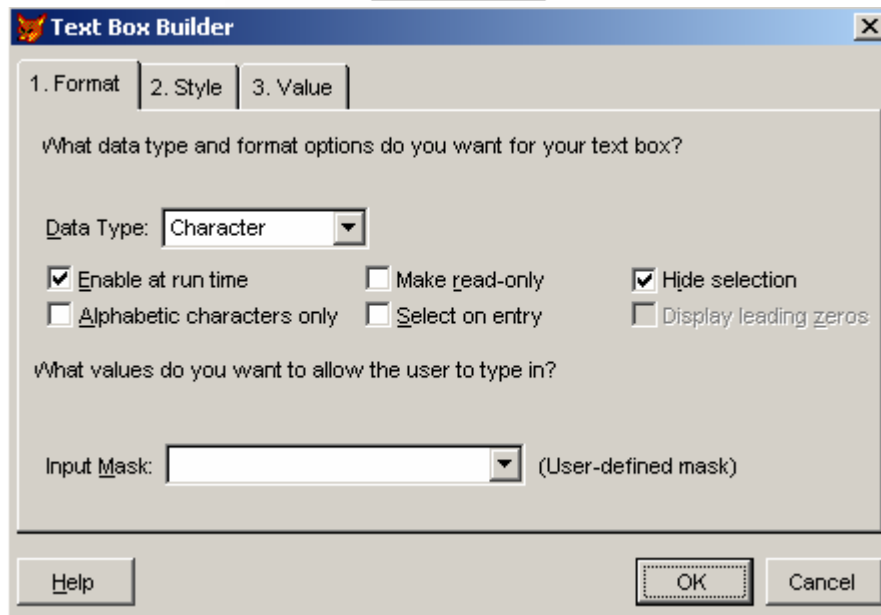 Text Box Builder
1. Format 2. Style 3. Value
What data type and format options do you want for your text box?
Data Type: Character
Enable at run time Make read-only Hide selection
Alphabetic characters only Select on entry Display leading zeros
What values do you want to allow the user to type in?
Input Mask: (User-defined mask)
Help OK Cancel